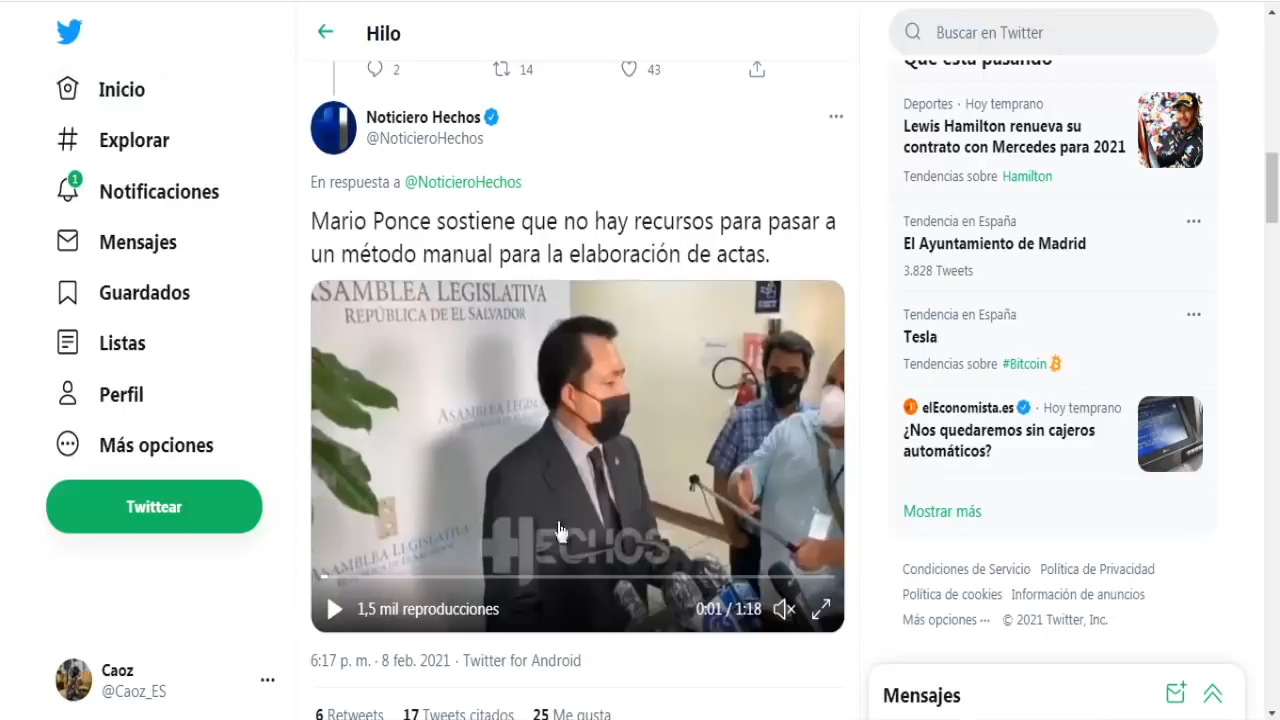 Inicio
Explorar
1
Notificaciones
Mensajes
Guardados
Listas
Perfil
Más opciones
Twittear
Caoz
@Caoz_ES
Hilo
2
14
43
Noticiero Hechos
@NoticieroHechos
En respuesta a @NoticieroHechos
Mario Ponce sostiene que no hay recursos para pasar a
un método manual para la elaboración de actas.
ASAMBLEA LEGISLATIVA
REPÚBLICA DE EL SALVADOR
ASAMBLEA LEGISL
ASAMBLEA LEGISLATIVA
HECHOS
1,5 mil reproducciones
0:01 / 1:18
6:17 p. m. · 8 feb. 2021 · Twitter for Android
6 Retweets 17 Tweets citados 25 Me gusta
Buscar en Twitter
Qué está pasando
Deportes · Hoy temprano
Lewis Hamilton renueva su
contrato con Mercedes para 2021
Tendencias sobre Hamilton
Tendencia en España
El Ayuntamiento de Madrid
3.828 Tweets
Tendencia en España
Tesla
Tendencias sobre #Bitcoin
elEconomista.es · Hoy temprano
¿Nos quedaremos sin cajeros
automáticos?
Mostrar más
Condiciones de Servicio Política de Privacidad
Política de cookies Información de anuncios
Más opciones ··· © 2021 Twitter, Inc.
Mensajes